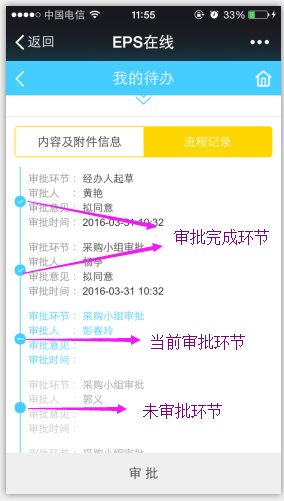 中国电信 11:55 33%
返回 EPS在线
我的待办
内容及附件信息 流程记录
审批环节： 经办人起草
审批人 ： 黄艳
审批意见： 拟同意
审批时间： 2016-03-31 10:32
审批完成环节
审批环节： 采购小组审批
审批人 ： 杨宇
审批意见： 拟同意
审批时间： 2016-03-31 10:32
审批环节： 采购小组审批
审批人 ： 彭春玲
当前审批环节
审批意见：
审批时间：
审批环节： 采购小组审批
审批人 ： 郭义
未审批环节
审批意见：
审批时间：
审批环节： 采购小组审批
审 批